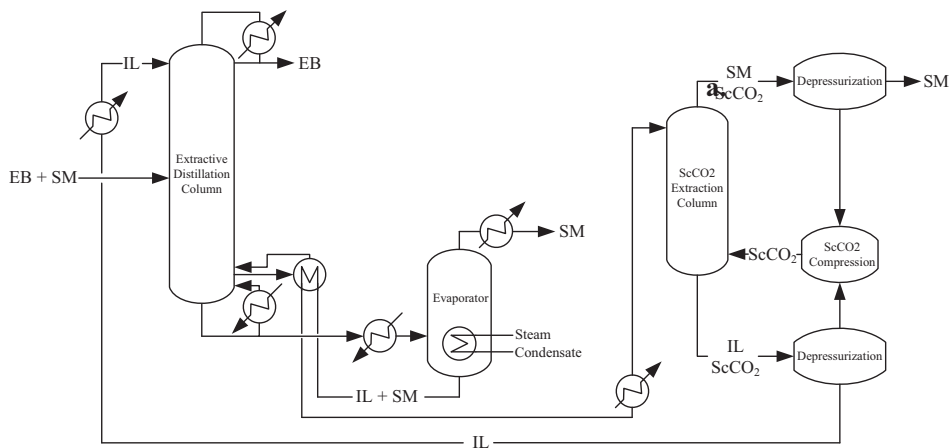 IL
EB
EB + SM
Extractive
Distillation
Column
SM
Evaporator
Steam
Condensate
IL + SM
IL
SM
a.
ScCO2
Depressurization
SM
ScCO2
Extraction
Column
ScCO2
ScCO2
Compression
IL
ScCO2
Depressurization